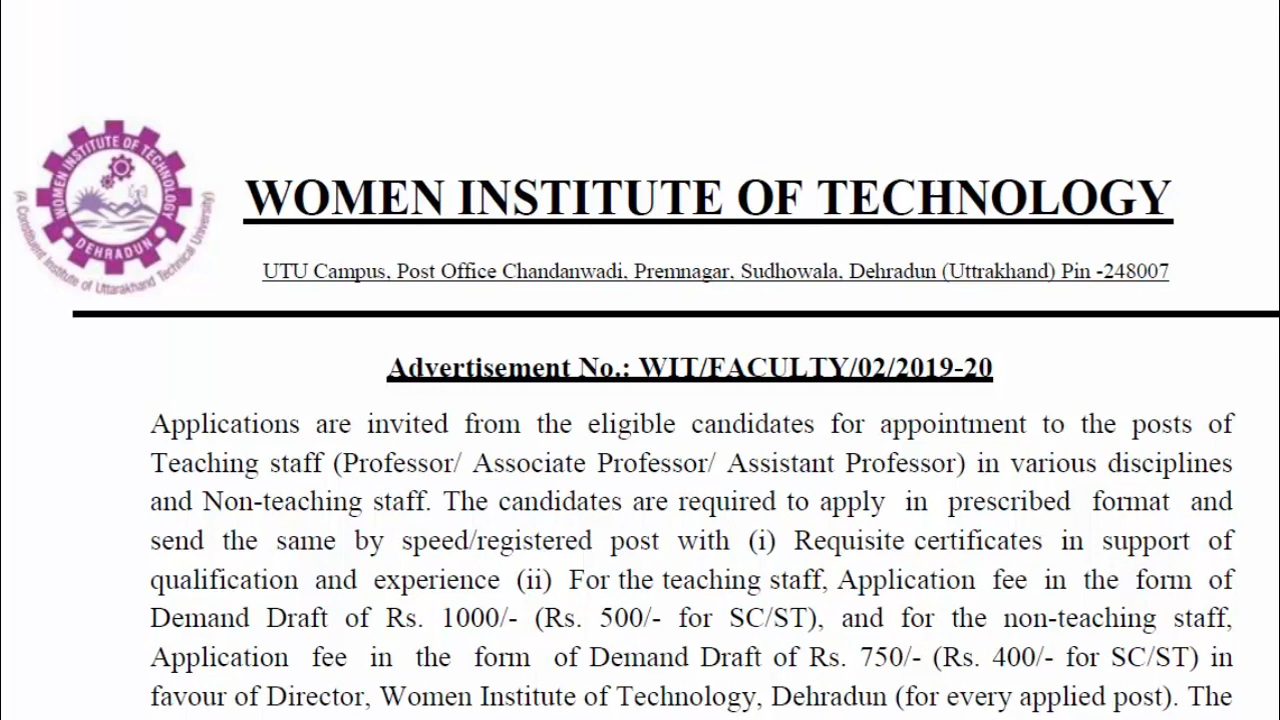 WOMEN INSTITUTE OF TECHNOLOGY
DEHRADUN
(A Constituent Institute of Uttarakhand Technical University)
WOMEN INSTITUTE OF TECHNOLOGY
UTU Campus, Post Office Chandanwadi, Premnagar, Sudhowala, Dehradun (Uttrakhand) Pin -248007
Advertisement No.: WIT/FACULTY/02/2019-20
Applications are invited from the eligible candidates for appointment to the posts of
Teaching staff (Professor/ Associate Professor/ Assistant Professor) in various disciplines
and Non-teaching staff. The candidates are required to apply in prescribed format and
send the same by speed/registered post with (i) Requisite certificates in support of
qualification and experience (ii) For the teaching staff, Application fee in the form of
Demand Draft of Rs. 1000/- (Rs. 500/- for SC/ST), and for the non-teaching staff,
Application fee in the form of Demand Draft of Rs. 750/- (Rs. 400/- for SC/ST) in
favour of Director, Women Institute of Technology, Dehradun (for every applied post). The